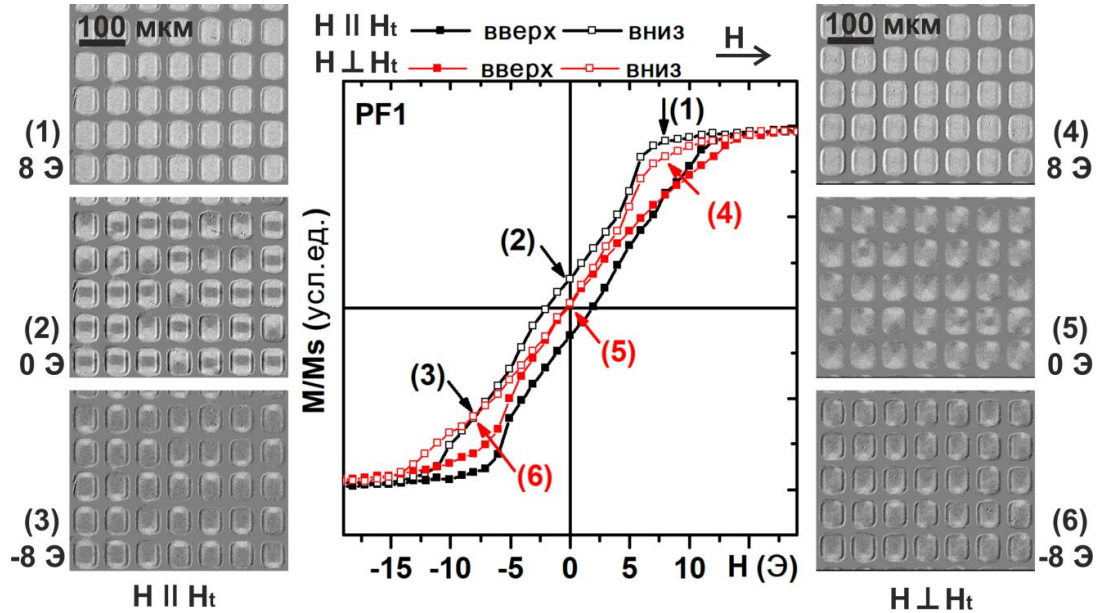 100 мкм
(1)
8 Э
(2)
0 Э
(3)
-8 Э
H || Ht
H || Ht вверх вниз
H ⊥ Ht вверх вниз
H
PF1
(1)
(2)
(3)
(4)
(5)
(6)
M/Ms (усл. ед.)
-15 -10 -5 0 5 10 H (Э)
100 мкм
(4)
8 Э
(5)
0 Э
(6)
-8 Э
H ⊥ Ht